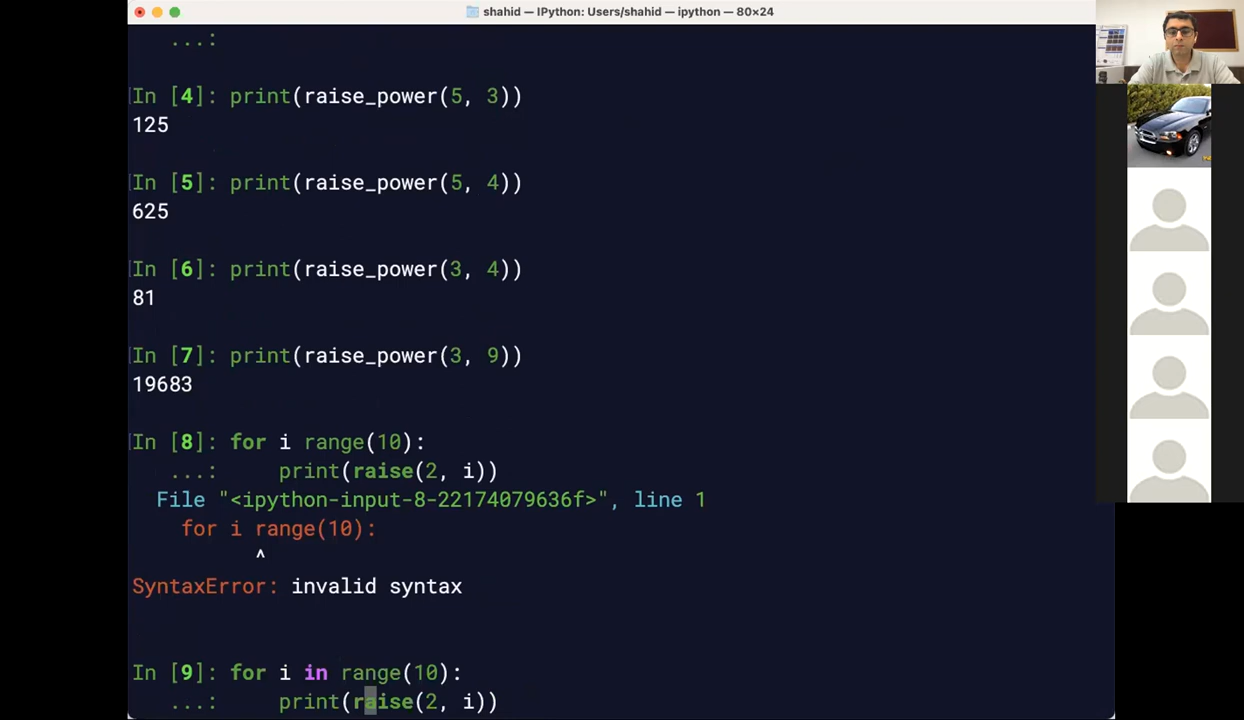 shahid — IPython: Users/shahid — ipython — 80×24
...:
In [4]: print(raise_power(5, 3))
125
In [5]: print(raise_power(5, 4))
625
In [6]: print(raise_power(3, 4))
81
In [7]: print(raise_power(3, 9))
19683
In [8]: for i range(10):
...:     print(raise(2, i))
File "<ipython-input-8-22174079636f>", line 1
for i range(10):
^
SyntaxError: invalid syntax
In [9]: for i in range(10):
...:     print(raise(2, i))